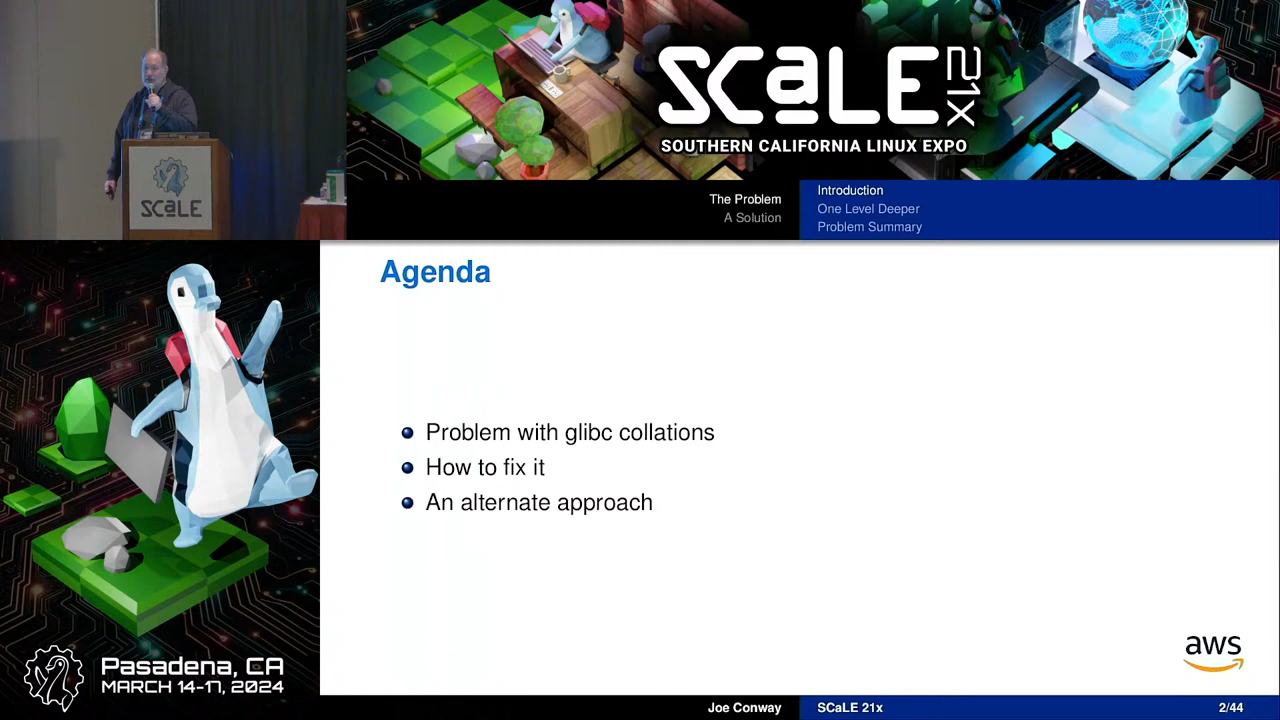 SCaLE
SCaLE 21x
SOUTHERN CALIFORNIA LINUX EXPO
The Problem
A Solution
Introduction
One Level Deeper
Problem Summary
Agenda
Problem with glibc collations
How to fix it
An alternate approach
aws
Pasadena, CA
MARCH 14-17, 2024
Joe Conway
SCaLE 21x
2/44